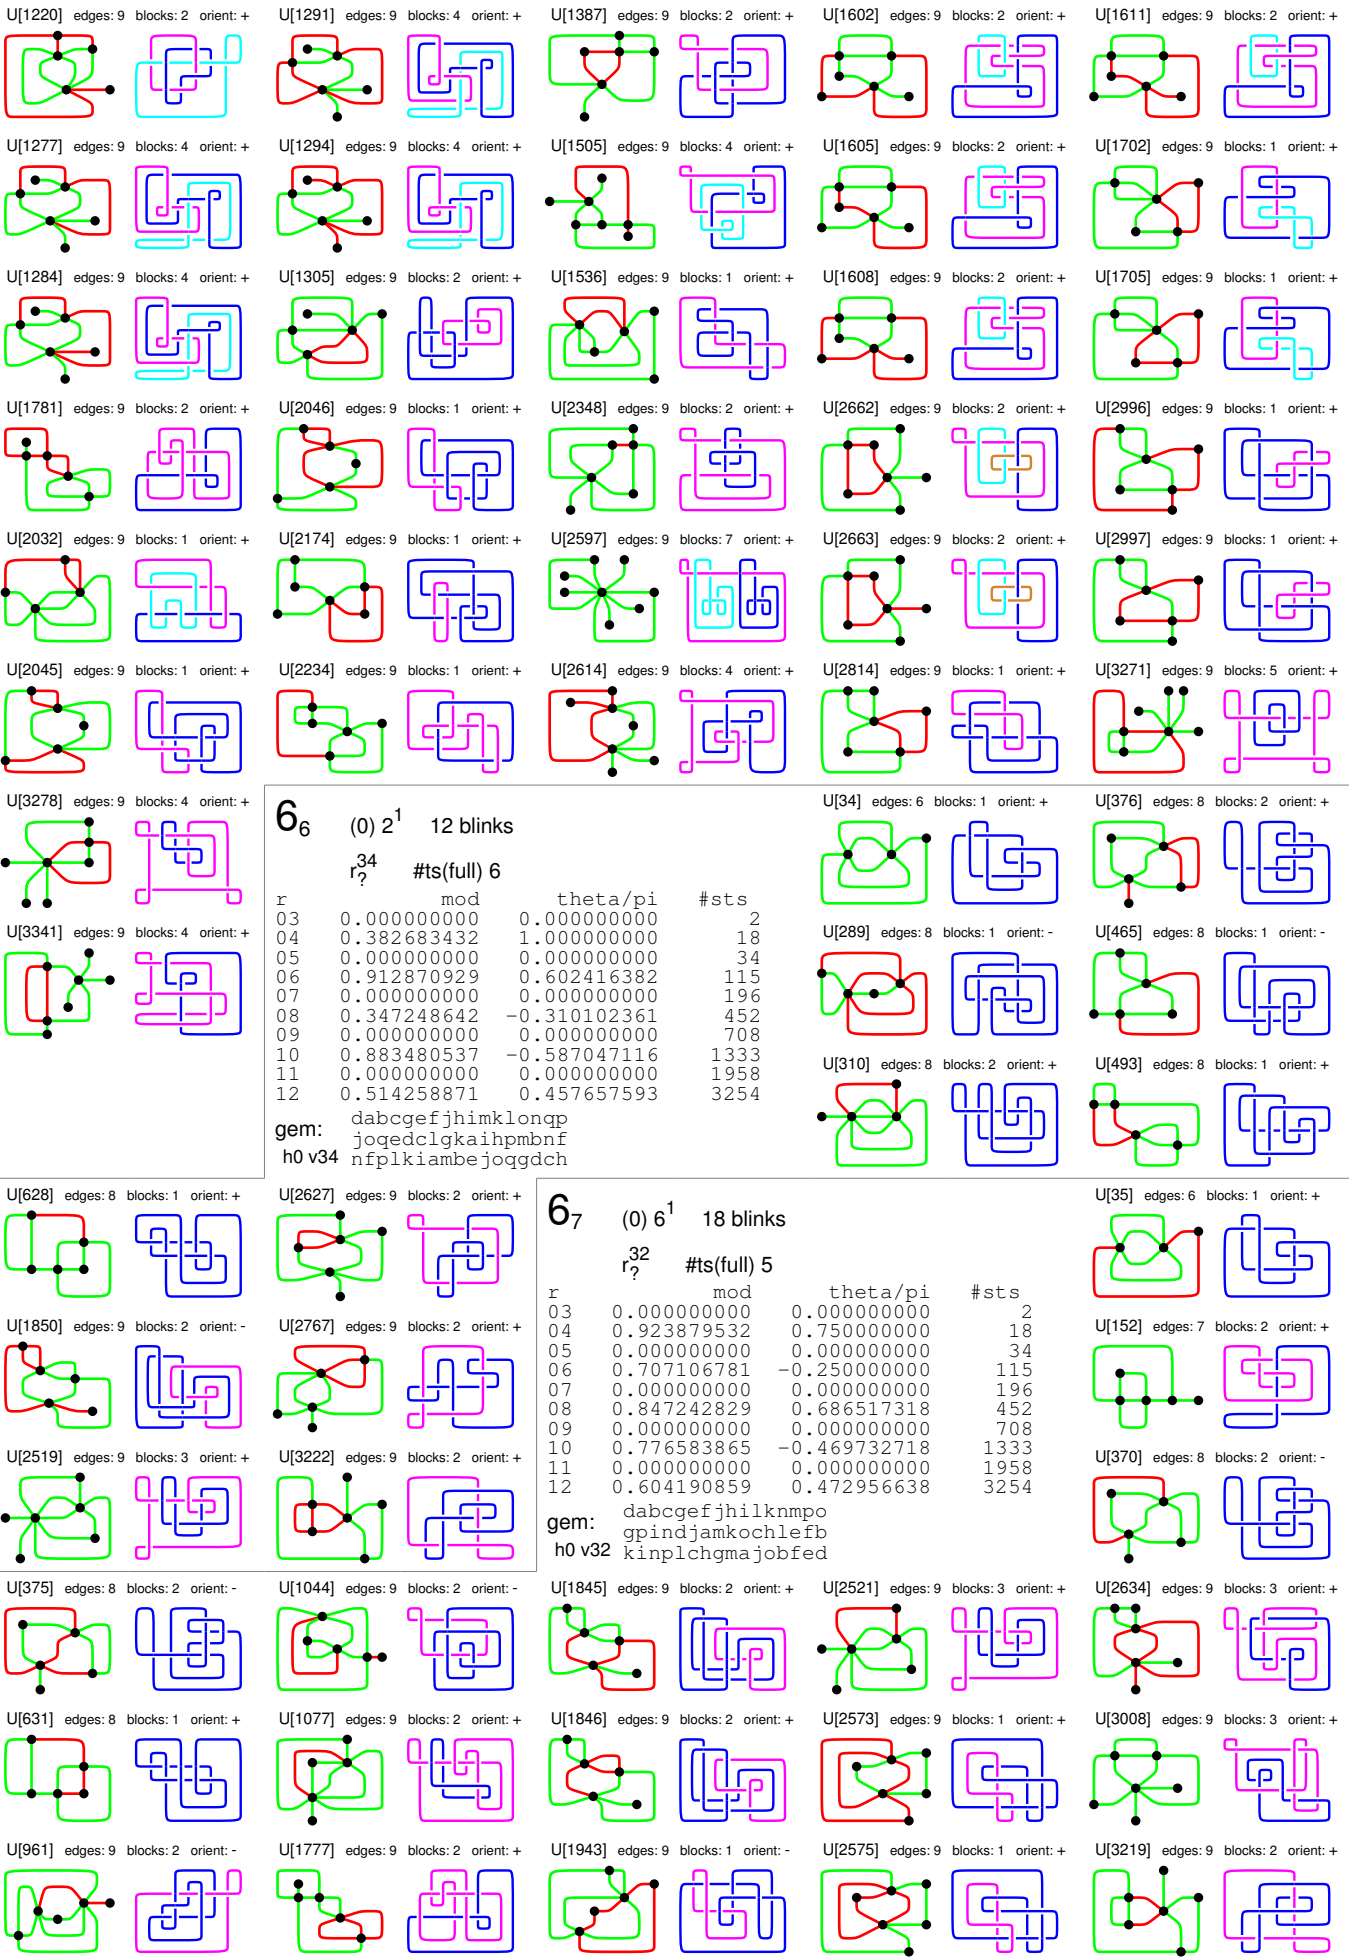 U[1220] edges: 9 blocks: 2 orient: +
U[1291] edges: 9 blocks: 4 orient: +
U[1387] edges: 9 blocks: 2 orient: +
U[1602] edges: 9 blocks: 2 orient: +
U[1611] edges: 9 blocks: 2 orient: +
U[1277] edges: 9 blocks: 4 orient: +
U[1294] edges: 9 blocks: 4 orient: +
U[1505] edges: 9 blocks: 4 orient: +
U[1605] edges: 9 blocks: 2 orient: +
U[1702] edges: 9 blocks: 1 orient: +
U[1284] edges: 9 blocks: 4 orient: +
U[1305] edges: 9 blocks: 2 orient: +
U[1536] edges: 9 blocks: 1 orient: +
U[1608] edges: 9 blocks: 2 orient: +
U[1705] edges: 9 blocks: 1 orient: +
U[1781] edges: 9 blocks: 2 orient: +
U[2046] edges: 9 blocks: 1 orient: +
U[2348] edges: 9 blocks: 2 orient: +
U[2662] edges: 9 blocks: 2 orient: +
U[2996] edges: 9 blocks: 1 orient: +
U[2032] edges: 9 blocks: 1 orient: +
U[2174] edges: 9 blocks: 1 orient: +
U[2597] edges: 9 blocks: 7 orient: +
U[2663] edges: 9 blocks: 2 orient: +
U[2997] edges: 9 blocks: 1 orient: +
U[2045] edges: 9 blocks: 1 orient: +
U[2234] edges: 9 blocks: 1 orient: +
U[2614] edges: 9 blocks: 4 orient: +
U[2814] edges: 9 blocks: 1 orient: +
U[3271] edges: 9 blocks: 5 orient: +
U[3278] edges: 9 blocks: 4 orient: +
U[3341] edges: 9 blocks: 4 orient: +
6₆ (0) 2¹ 12 blinks
r?³⁴ #ts(full) 6
r mod theta/pi #sts
03 0.000000000 0.000000000 2
04 0.382683432 1.000000000 18
05 0.000000000 0.000000000 34
06 0.912870929 0.602416382 115
07 0.000000000 0.000000000 196
08 0.347248642 −0.310102361 452
09 0.000000000 0.000000000 708
10 0.883480537 −0.587047116 1333
11 0.000000000 0.000000000 1958
12 0.514258871 0.457657593 3254
gem: dabcgefjhimklonqp
joqedclgkaihpmbnf
h0 v34 nfplkiambejoqgdch
U[34] edges: 6 blocks: 1 orient: +
U[376] edges: 8 blocks: 2 orient: +
U[289] edges: 8 blocks: 1 orient: -
U[465] edges: 8 blocks: 1 orient: -
U[310] edges: 8 blocks: 2 orient: +
U[493] edges: 8 blocks: 1 orient: +
U[628] edges: 8 blocks: 1 orient: +
U[2627] edges: 9 blocks: 2 orient: +
U[1850] edges: 9 blocks: 2 orient: -
U[2767] edges: 9 blocks: 2 orient: +
U[2519] edges: 9 blocks: 3 orient: +
U[3222] edges: 9 blocks: 2 orient: +
6₇ (0) 6¹ 18 blinks
r?³² #ts(full) 5
r mod theta/pi #sts
03 0.000000000 0.000000000 2
04 0.923879532 0.750000000 18
05 0.000000000 0.000000000 34
06 0.707106781 −0.250000000 115
07 0.000000000 0.000000000 196
08 0.847242829 0.686517318 452
09 0.000000000 0.000000000 708
10 0.776583865 −0.469732718 1333
11 0.000000000 0.000000000 1958
12 0.604190859 0.472956638 3254
gem: dabcgefjhilknmpo
gpindjamkochlefb
h0 v32 kinplchgmajobfed
U[35] edges: 6 blocks: 1 orient: +
U[152] edges: 7 blocks: 2 orient: +
U[370] edges: 8 blocks: 2 orient: -
U[375] edges: 8 blocks: 2 orient: -
U[1044] edges: 9 blocks: 2 orient: -
U[1845] edges: 9 blocks: 2 orient: +
U[2521] edges: 9 blocks: 3 orient: +
U[2634] edges: 9 blocks: 3 orient: +
U[631] edges: 8 blocks: 1 orient: +
U[1077] edges: 9 blocks: 2 orient: +
U[1846] edges: 9 blocks: 2 orient: +
U[2573] edges: 9 blocks: 1 orient: +
U[3008] edges: 9 blocks: 3 orient: +
U[961] edges: 9 blocks: 2 orient: -
U[1777] edges: 9 blocks: 2 orient: +
U[1943] edges: 9 blocks: 1 orient: -
U[2575] edges: 9 blocks: 1 orient: +
U[3219] edges: 9 blocks: 2 orient: +